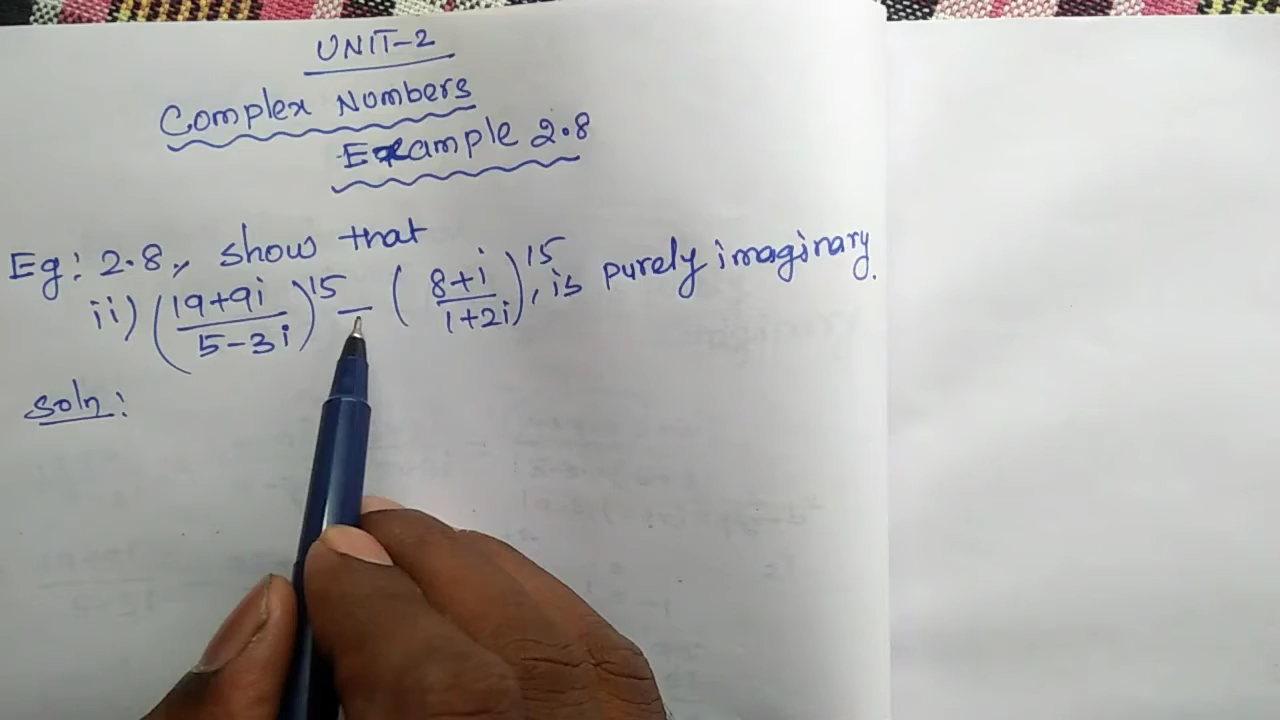 UNIT-2
Complex Numbers
Example 2.8
Eg: 2.8, show that
ii) ((19+9i)/(5-3i))^15 - ((8+i)/(1+2i))^15, is purely imaginary.
Soln: